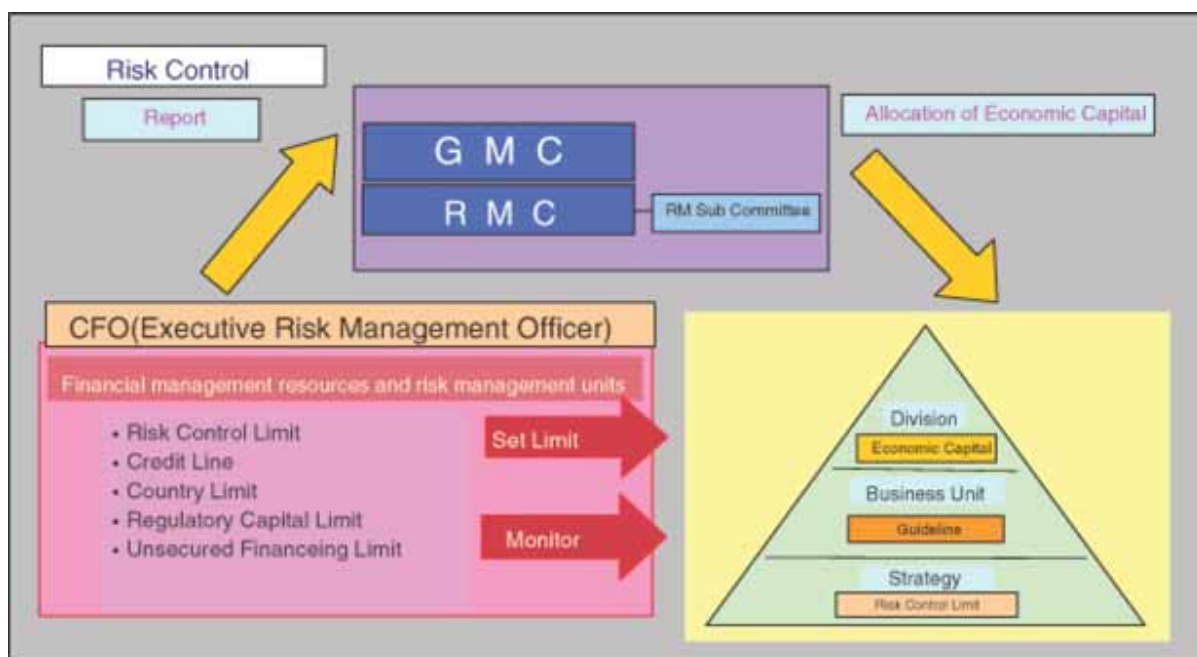 Risk Control
Report
G M C
R M C
RM Sub Committee
Allocation of Economic Capital
CFO(Executive Risk Management Officer)
Financial management resources and risk management units
• Risk Control Limit
• Credit Line
• Country Limit
• Regulatory Capital Limit
• Unsecured Financeing Limit
Set Limit
Monitor
Division
Economic Capital
Business Unit
Guideline
Strategy
Risk Control Limit